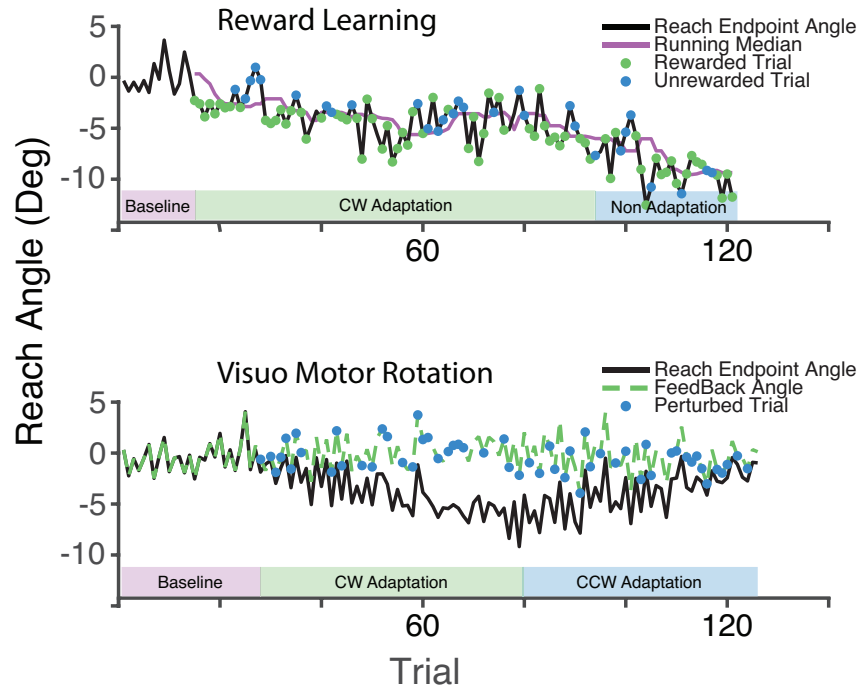 Reward Learning
Reach Endpoint Angle
Running Median
Rewarded Trial
Unrewarded Trial
5
0
-5
-10
Baseline
CW Adaptation
Non Adaptation
60
120
Reach Angle (Deg)
Visuo Motor Rotation
Reach Endpoint Angle
FeedBack Angle
Perturbed Trial
5
0
-5
-10
Baseline
CW Adaptation
CCW Adaptation
60
120
Trial